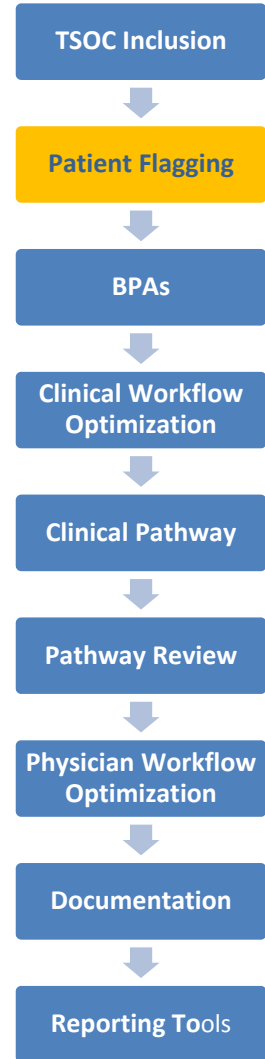 TSOC Inclusion
Patient Flagging
BPAs
Clinical Workflow
Optimization
Clinical Pathway
Pathway Review
Physician Workflow
Optimization
Documentation
Reporting Tools